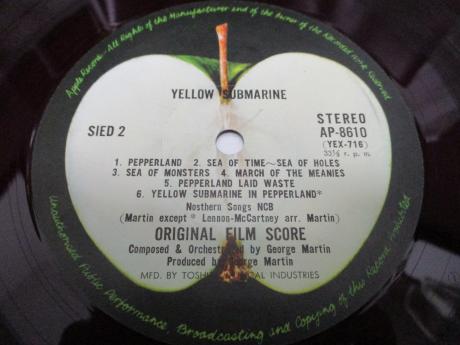 Apple Records · All Rights of the Manufacturer and of the Owner of the Recorded Work Reserved
YELLOW SUBMARINE
SIED 2
STEREO
AP-8610
(YEX-716)
33⅓ r. p. m.
1. PEPPERLAND 2. SEA OF TIME~SEA OF HOLES
3. SEA OF MONSTERS 4. MARCH OF THE MEANIES
5. PEPPERLAND LAID WASTE
6. YELLOW SUBMARINE IN PEPPERLAND*
Nosthern Songs NCB
(Martin except * Lennon-McCartney arr. Martin)
ORIGINAL FILM SCORE
Composed & Orchestrated by George Martin
Produced by George Martin
MFD. BY TOSHIBA MUSICAL INDUSTRIES
Unauthorised Public Performance, Broadcasting and Copying of this Record Prohibited